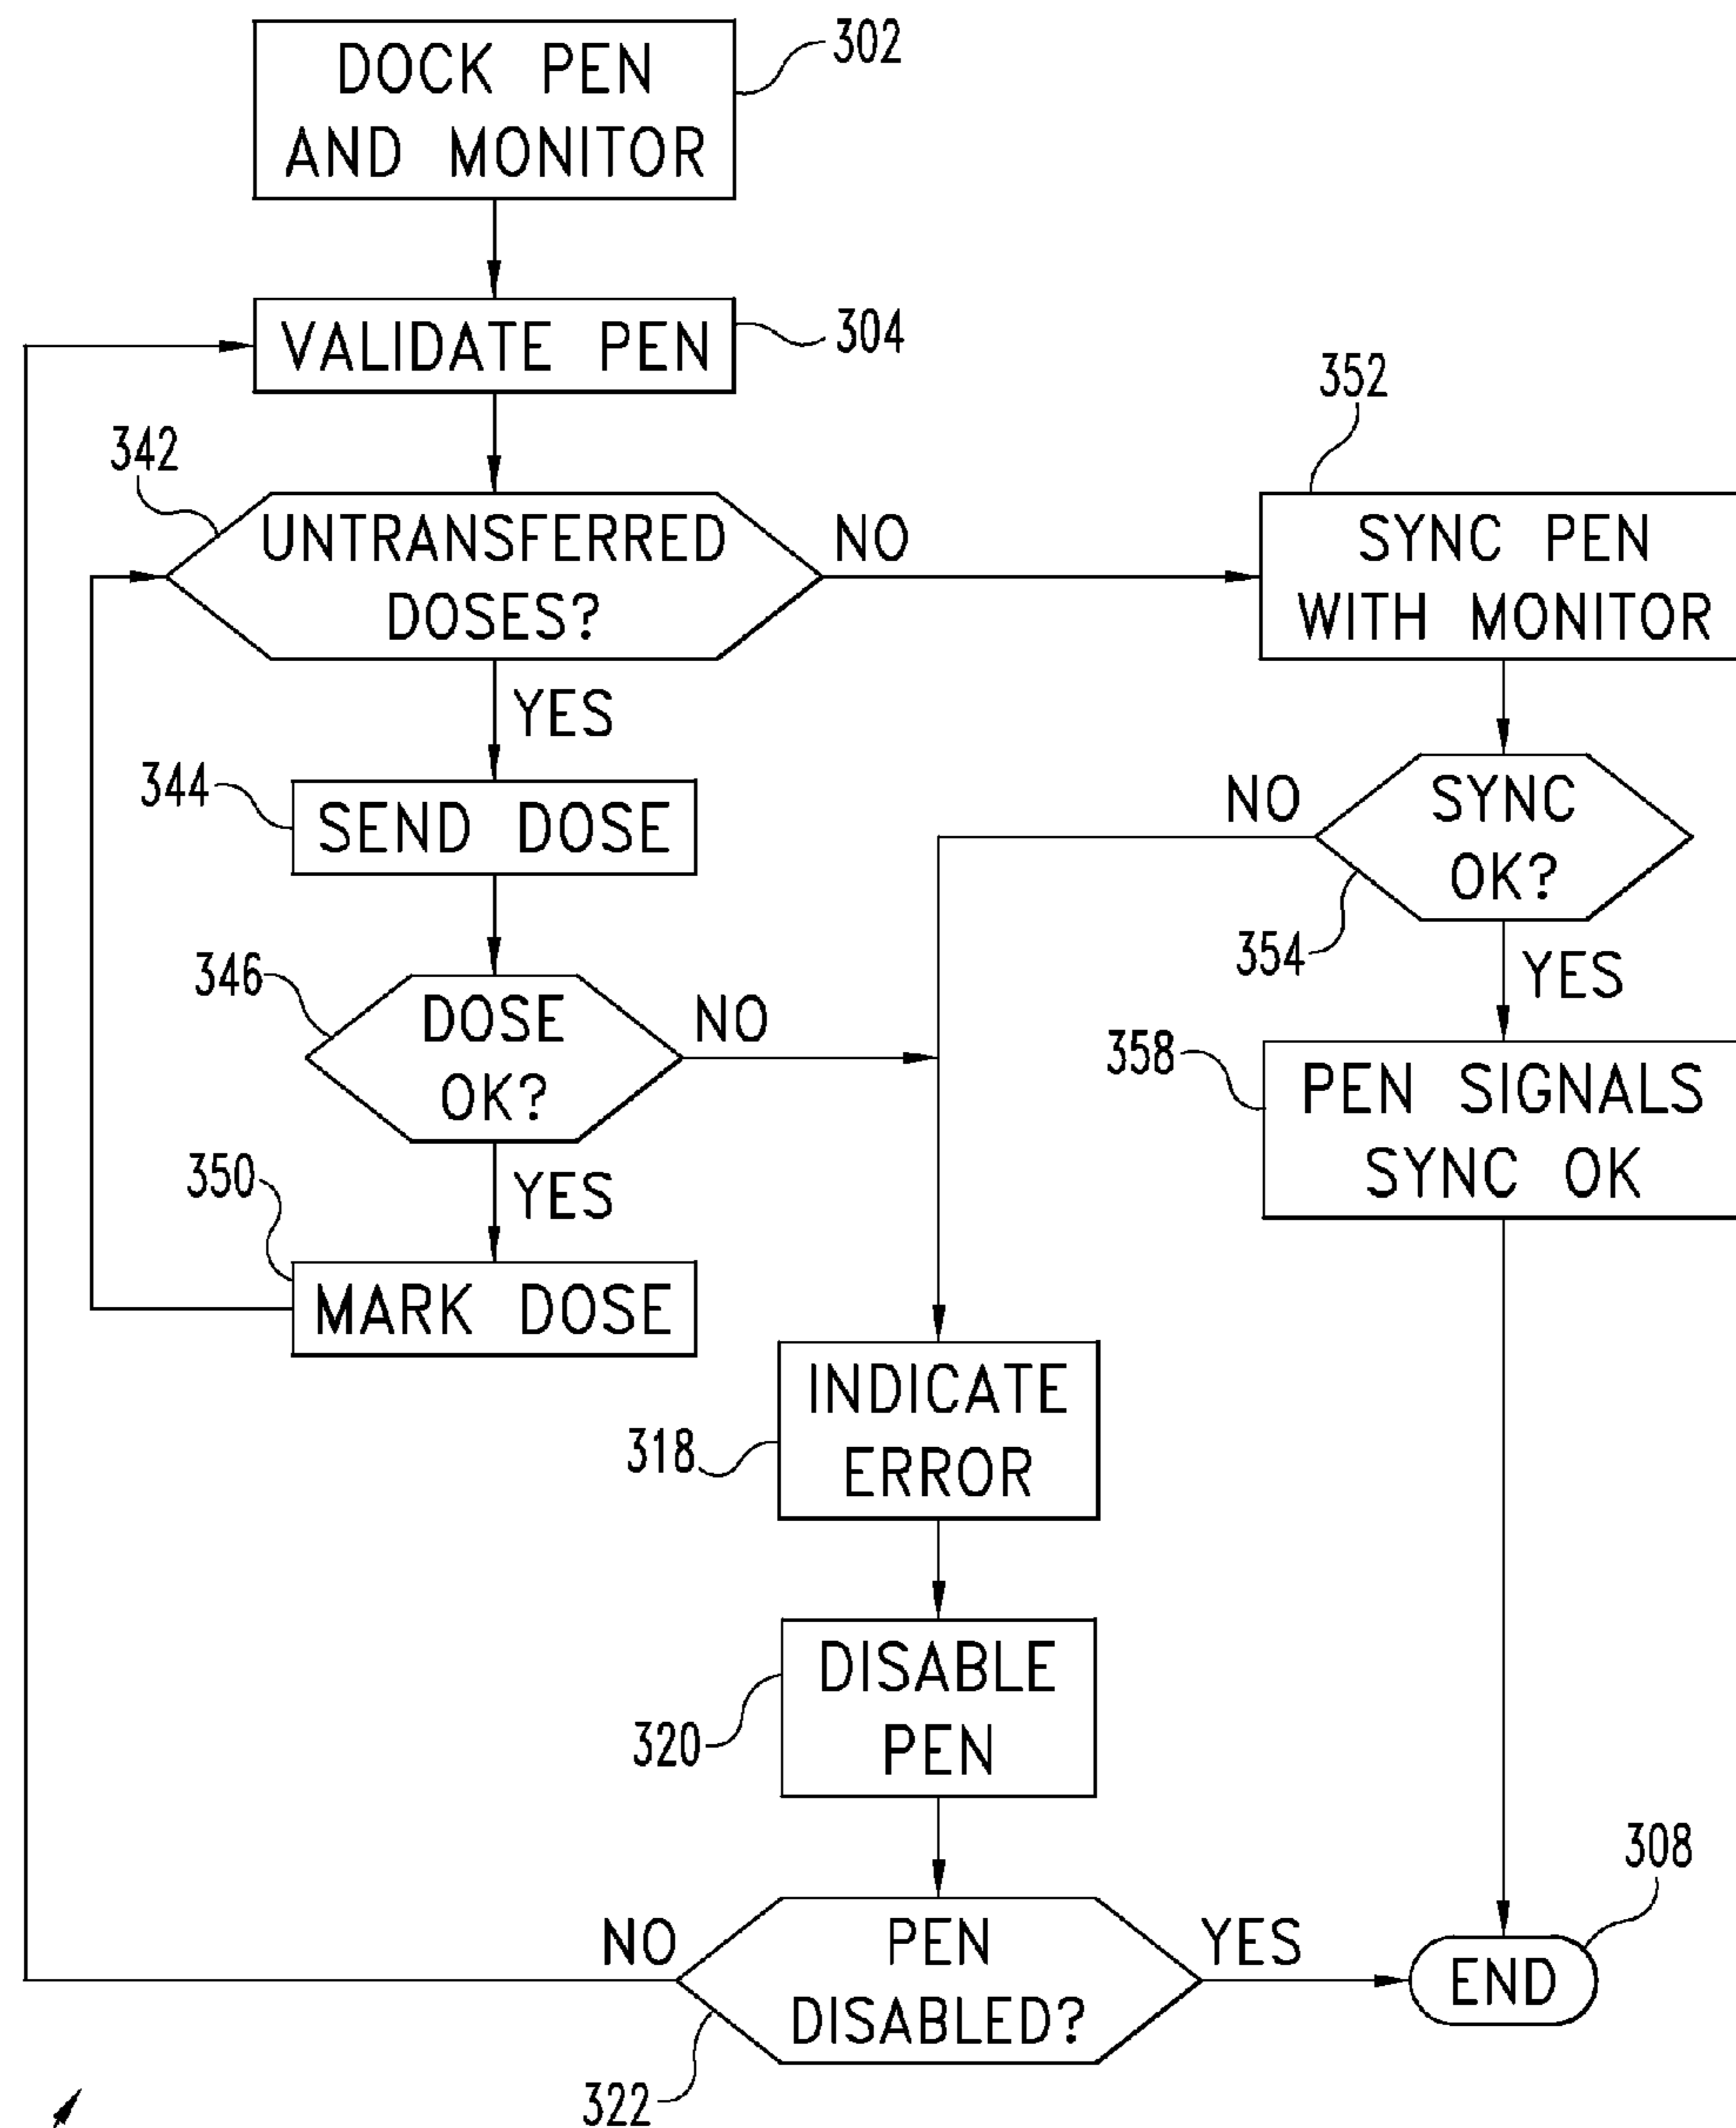 DOCK PEN
AND MONITOR
302
VALIDATE PEN
304
342
UNTRANSFERRED
DOSES?
NO
YES
352
SYNC PEN
WITH MONITOR
344
SEND DOSE
NO
SYNC
OK?
354
YES
346
DOSE
OK?
NO
YES
358
PEN SIGNALS
SYNC OK
350
MARK DOSE
INDICATE
ERROR
318
DISABLE
PEN
320
308
NO
PEN
DISABLED?
YES
END
322